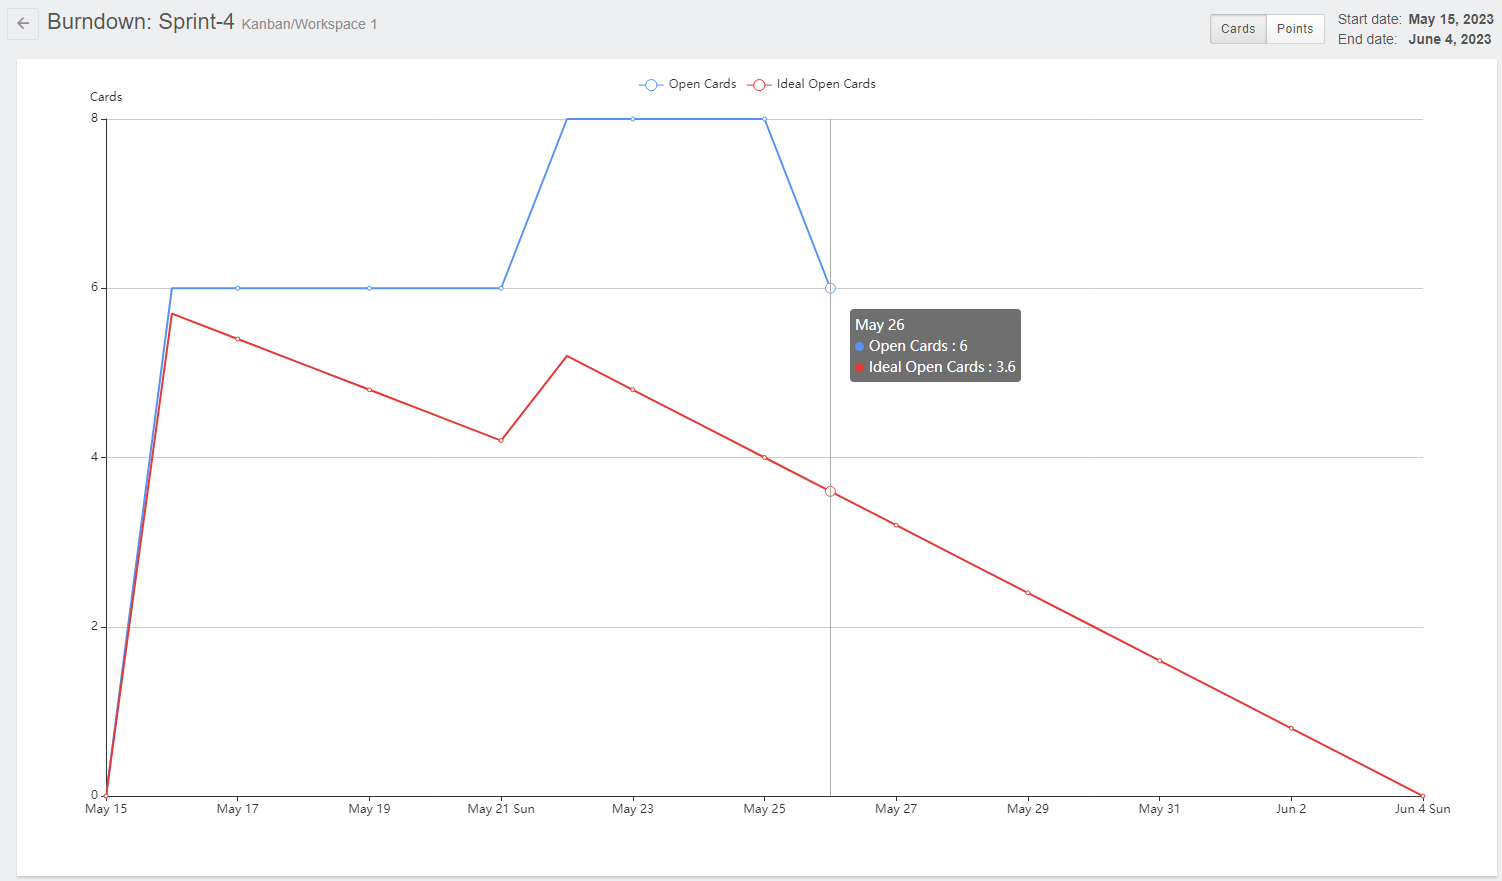 Burndown: Sprint-4 Kanban/Workspace 1
Cards Points
Start date: May 15, 2023
End date: June 4, 2023
Open Cards Ideal Open Cards
Cards
8
6
4
2
0
May 26
Open Cards : 6
Ideal Open Cards : 3.6
May 15 May 17 May 19 May 21 Sun May 23 May 25 May 27 May 29 May 31 Jun 2 Jun 4 Sun